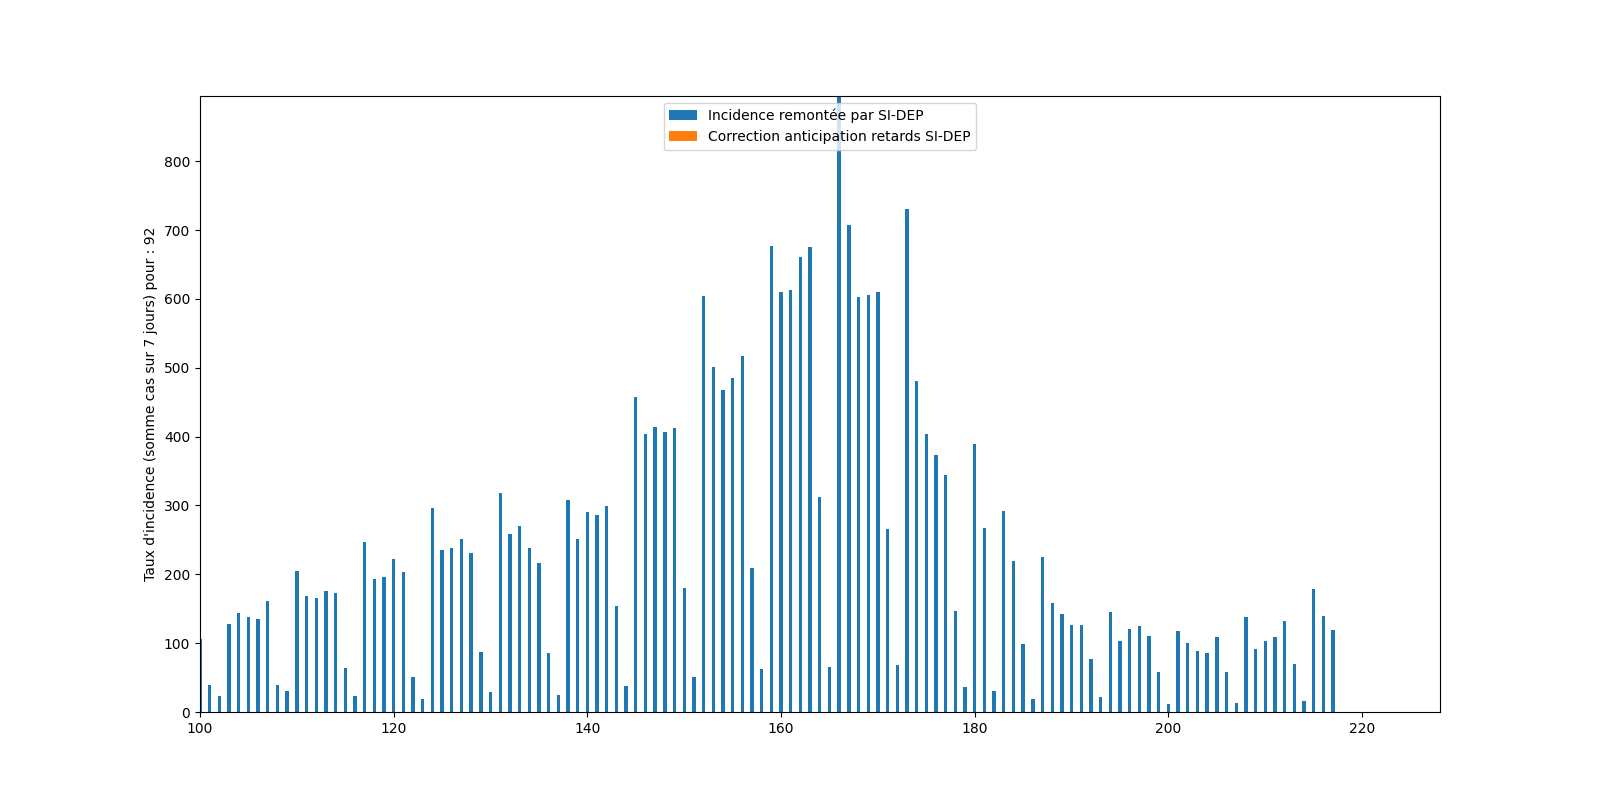 Incidence remontée par SI-DEP
Correction anticipation retards SI-DEP
Taux d'incidence (somme cas sur 7 jours) pour : 92
800
700
600
500
400
300
200
100
0
100 120 140 160 180 200 220